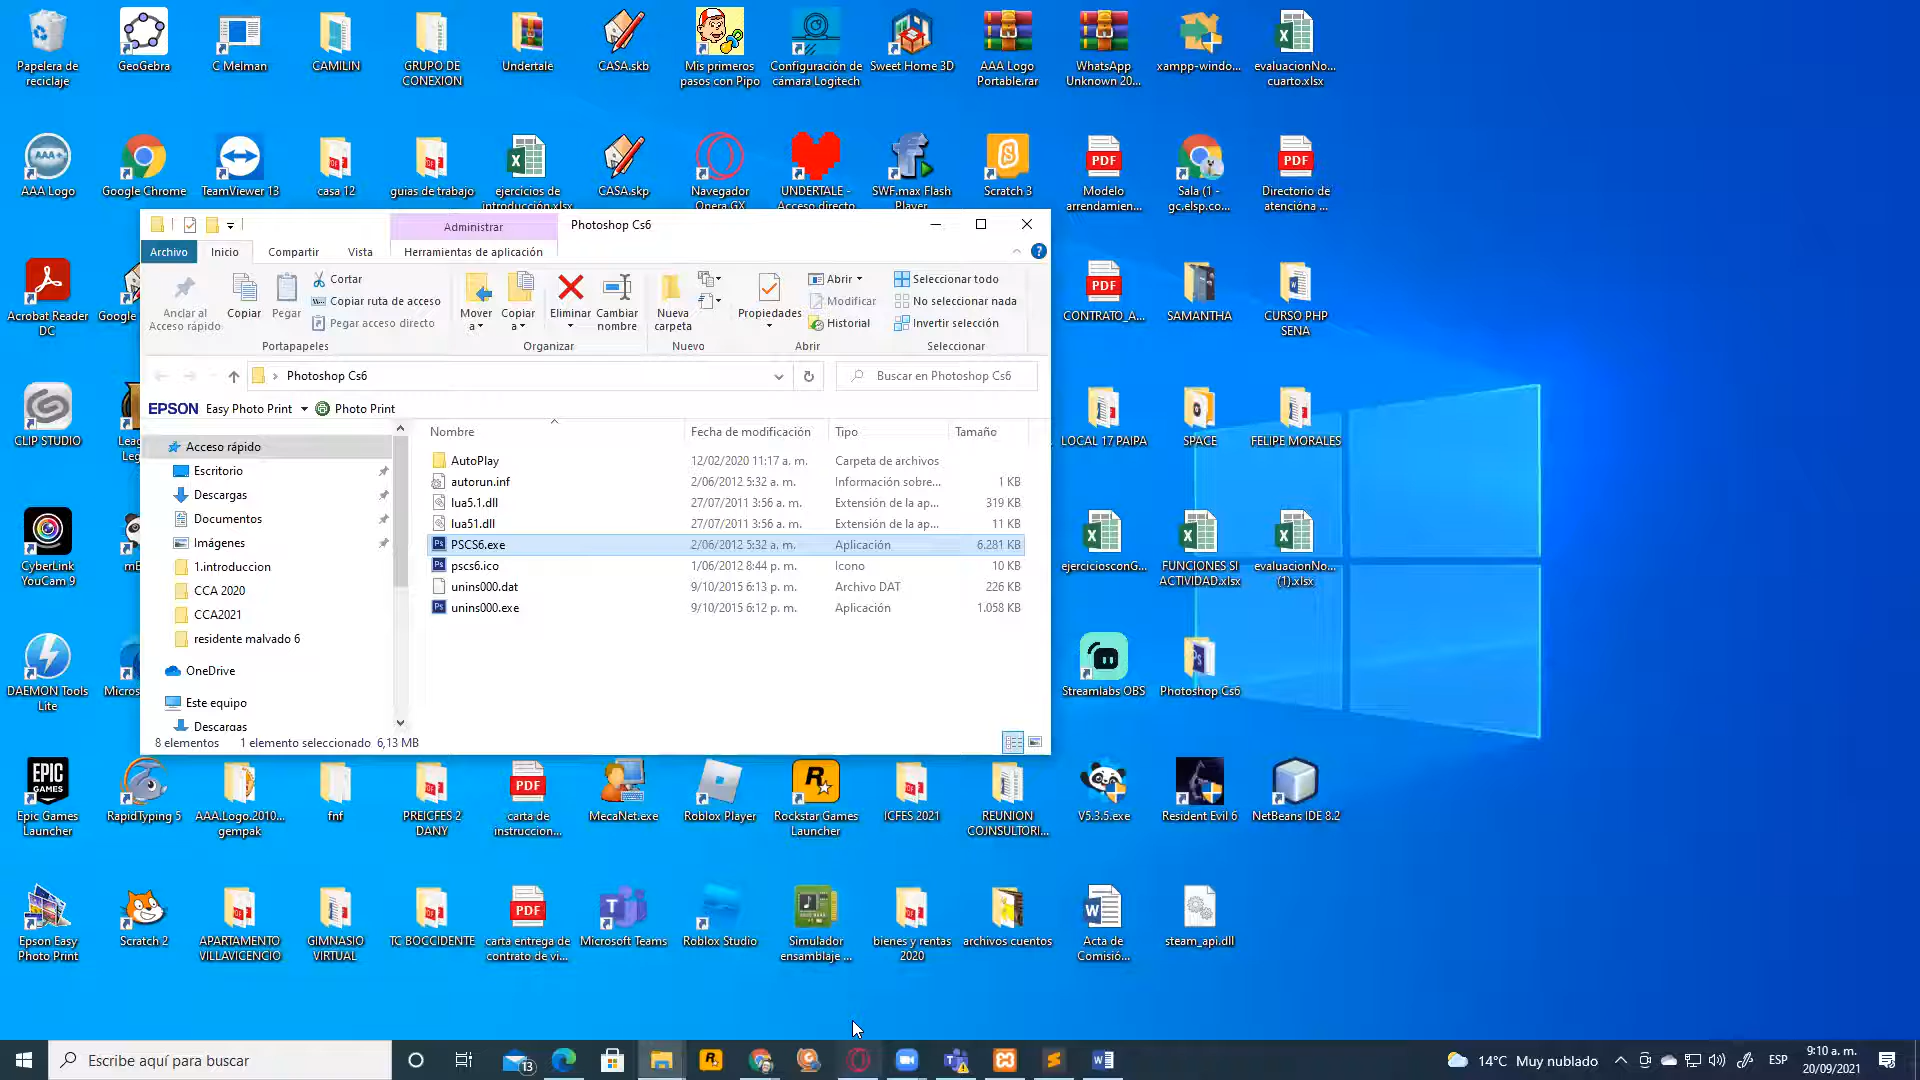 Papelera de
reciclaje
GeoGebra
C Melman
CAMILIN
GRUPO DE
CONEXION
Undertale
CASA.skb
Mis primeros
pasos con Pipo
Configuración de
cámara Logitech
Sweet Home 3D
AAA Logo
Portable.rar
WhatsApp
Unknown 20...
xampp-windo...
evaluacionNo...
cuarto.xlsx
AAA Logo
Google Chrome
TeamViewer 13
casa 12
guias de trabajo
ejercicios de
introducción.xlsx
CASA.skp
Navegador
Opera GX
UNDERTALE -
Acceso directo
SWF.max Flash
Player
Scratch 3
Modelo
arrendamien...
Sala (1 -
gc.elsp.co...
Directorio de
atencióna ...
Administrar
Photoshop Cs6
Archivo
Inicio
Compartir
Vista
Herramientas de aplicación
Anclar al
Acceso rápido
Copiar
Pegar
Cortar
Copiar ruta de acceso
Pegar acceso directo
Portapapeles
Mover
a
Copiar
a
Eliminar
Cambiar
nombre
Organizar
Nueva
carpeta
Nuevo
Propiedades
Abrir
Modificar
Historial
Abrir
Seleccionar todo
No seleccionar nada
Invertir selección
Seleccionar
Photoshop Cs6
Buscar en Photoshop Cs6
EPSON Easy Photo Print
Photo Print
Acceso rápido
Escritorio
Descargas
Documentos
Imágenes
1.introduccion
CCA 2020
CCA2021
residente malvado 6
OneDrive
Este equipo
Descargas
Nombre Fecha de modificación Tipo Tamaño
AutoPlay 12/02/2020 11:17 a. m. Carpeta de archivos
autorun.inf 2/06/2012 5:32 a. m. Información sobre... 1 KB
lua5.1.dll 27/07/2011 3:56 a. m. Extensión de la ap... 319 KB
lua51.dll 27/07/2011 3:56 a. m. Extensión de la ap... 11 KB
PSCS6.exe 2/06/2012 5:32 a. m. Aplicación 6.281 KB
pscs6.ico 1/06/2012 8:44 p. m. Icono 10 KB
unins000.dat 9/10/2015 6:13 p. m. Archivo DAT 226 KB
unins000.exe 9/10/2015 6:12 p. m. Aplicación 1.058 KB
8 elementos 1 elemento seleccionado 6,13 MB
Acrobat Reader
DC
Google
CONTRATO_A...
SAMANTHA
CURSO PHP
SENA
CLIP STUDIO
Leag
Leg
LOCAL 17 PAIPA
SPACE
FELIPE MORALES
CyberLink
YouCam 9
mB
ejerciciosconG...
FUNCIONES SI
ACTIVIDAD.xlsx
evaluacionNo...
(1).xlsx
DAEMON Tools
Lite
Micros
Streamlabs OBS
Photoshop Cs6
Epic Games
Launcher
RapidTyping 5
AAA.Logo.2010...
gempak
fnf
PREICFES 2
DANY
carta de
instruccion...
MecaNet.exe
Roblox Player
Rockstar Games
Launcher
ICFES 2021
REUNION
COJNSULTORI...
V5.3.5.exe
Resident Evil 6
NetBeans IDE 8.2
Epson Easy
Photo Print
Scratch 2
APARTAMENTO
VILLAVICENCIO
GIMNASIO
VIRTUAL
TC BOCCIDENTE
carta entrega de
contrato de vi...
Microsoft Teams
Roblox Studio
Simulador
ensamblaje ...
bienes y rentas
2020
archivos cuentos
Acta de
Comisió...
steam_api.dll
Escribe aquí para buscar
13
14°C Muy nublado
ESP
9:10 a. m.
20/09/2021